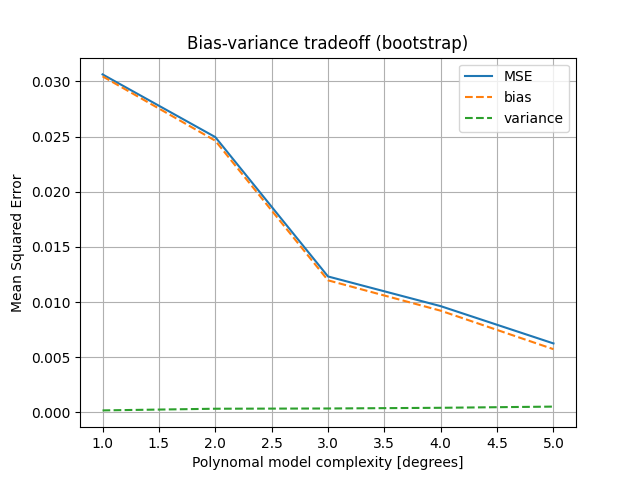 Bias-variance tradeoff (bootstrap)
MSE
bias
variance
Mean Squared Error
0.030
0.025
0.020
0.015
0.010
0.005
0.000
1.0 1.5 2.0 2.5 3.0 3.5 4.0 4.5 5.0
Polynomal model complexity [degrees]